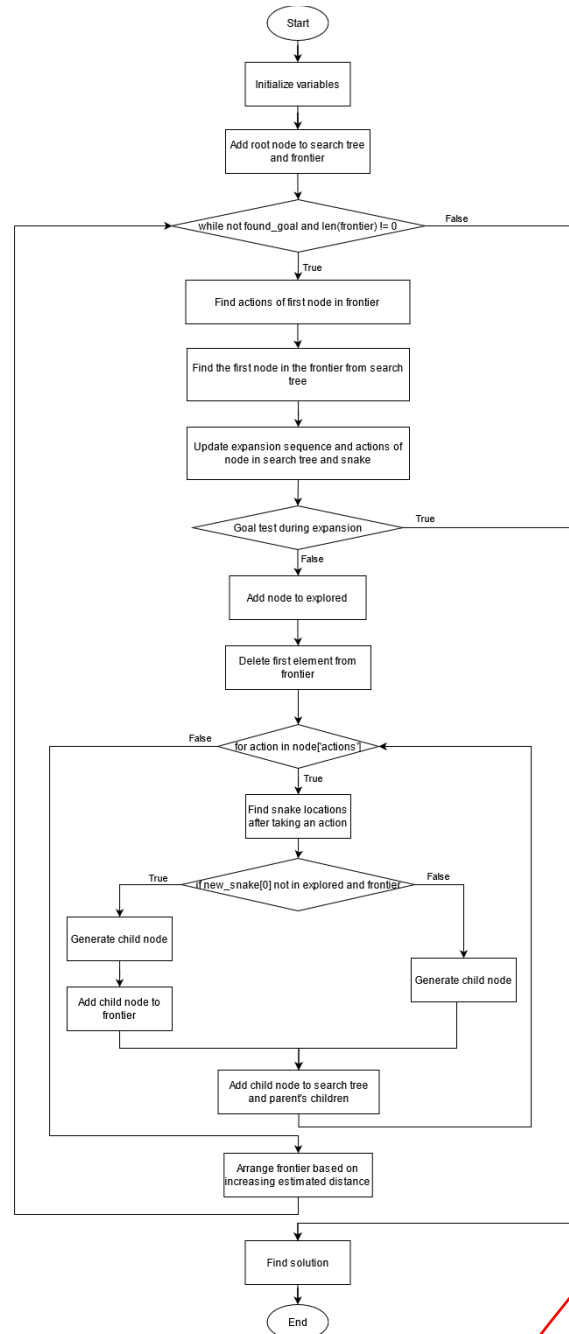 Start
Initialize variables
Add root node to search tree
and frontier
while not found_goal and len(frontier) != 0
False
True
Find actions of first node in frontier
Find the first node in the frontier from search
tree
Update expansion sequence and actions of
node in search tree and snake
Goal test during expansion
True
False
Add node to explored
Delete first element from
frontier
for action in node['actions']
False
True
Find snake locations
after taking an action
if new_snake[0] not in explored and frontier
True
False
Generate child node
Generate child node
Add child node to
frontier
Add child node to search tree
and parent's children
Arrange frontier based on
increasing estimated distance
Find solution
End